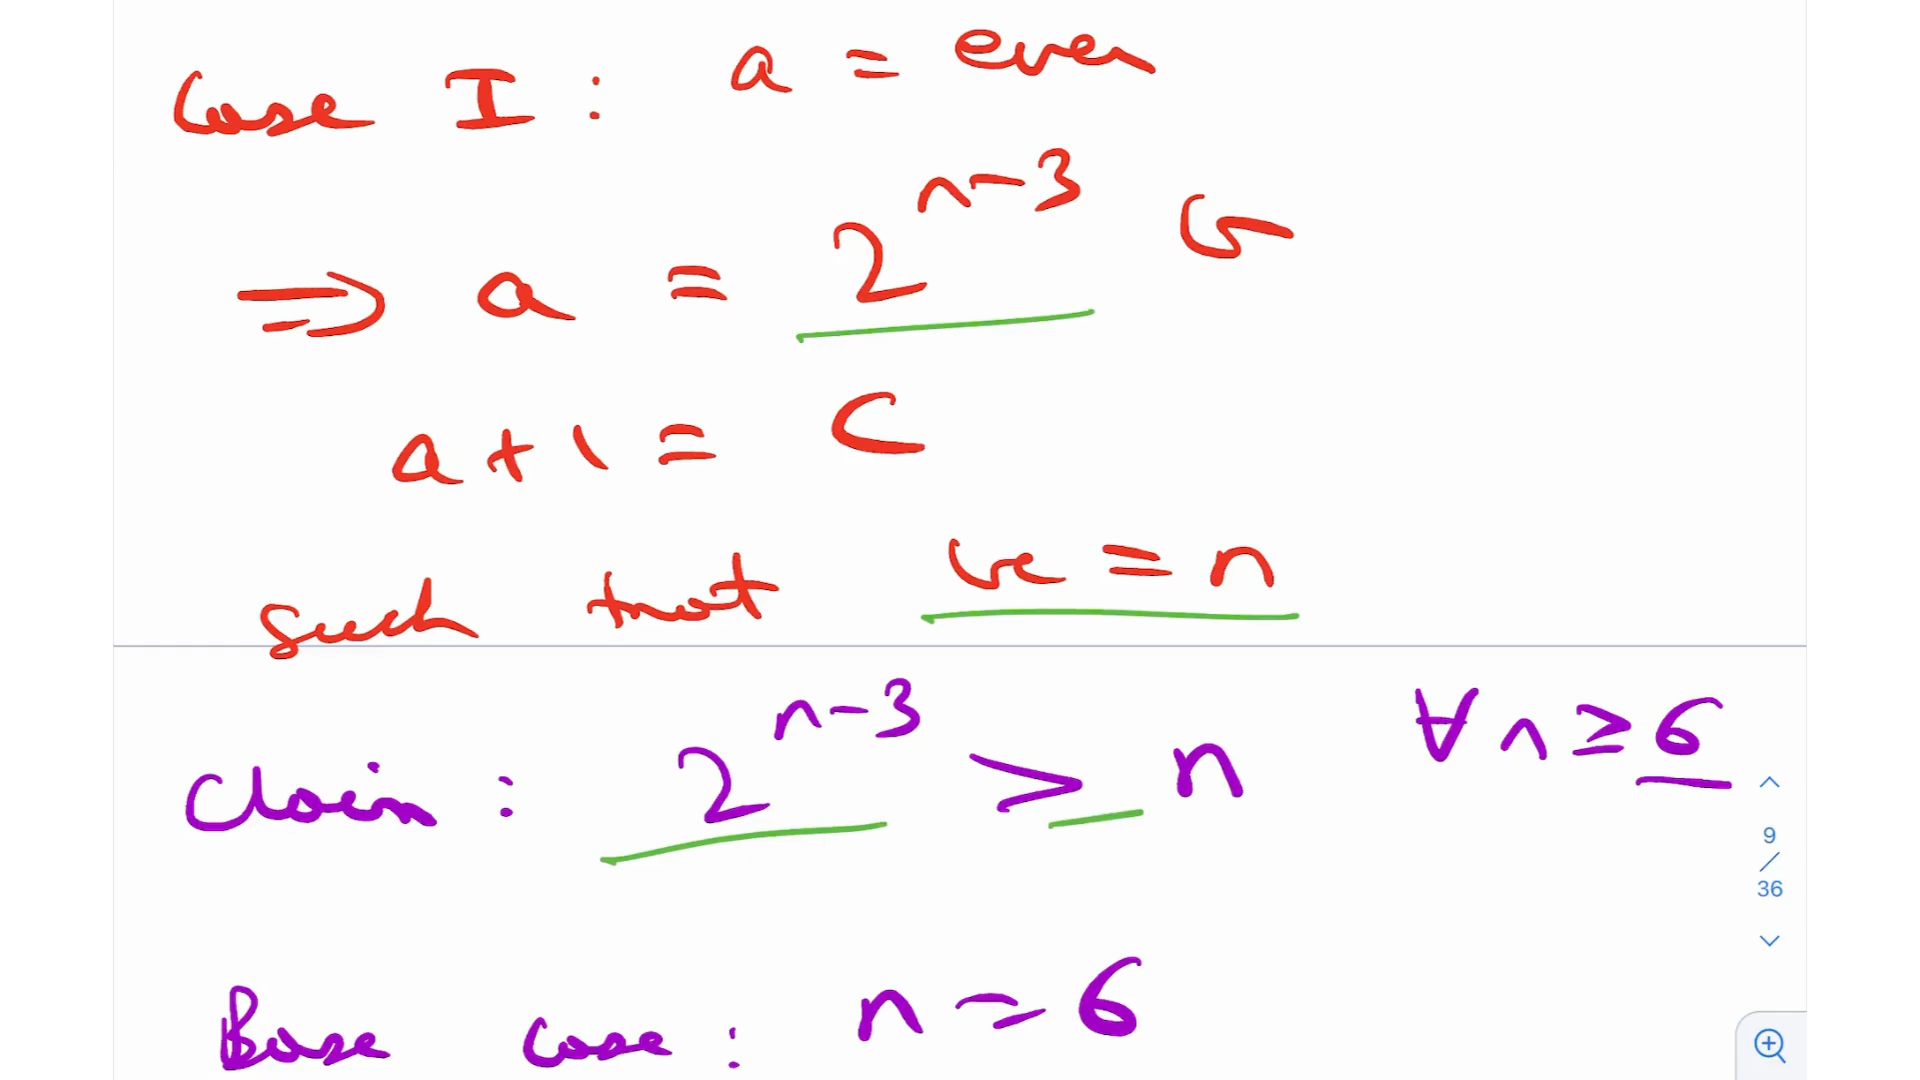 Case I : a = even
⇒ a = 2^{n-3} b
a + 1 = c
such that bc = n
Claim : 2^{n-3} > n ∀ n ≥ 6
Base case : n = 6
9
/
36